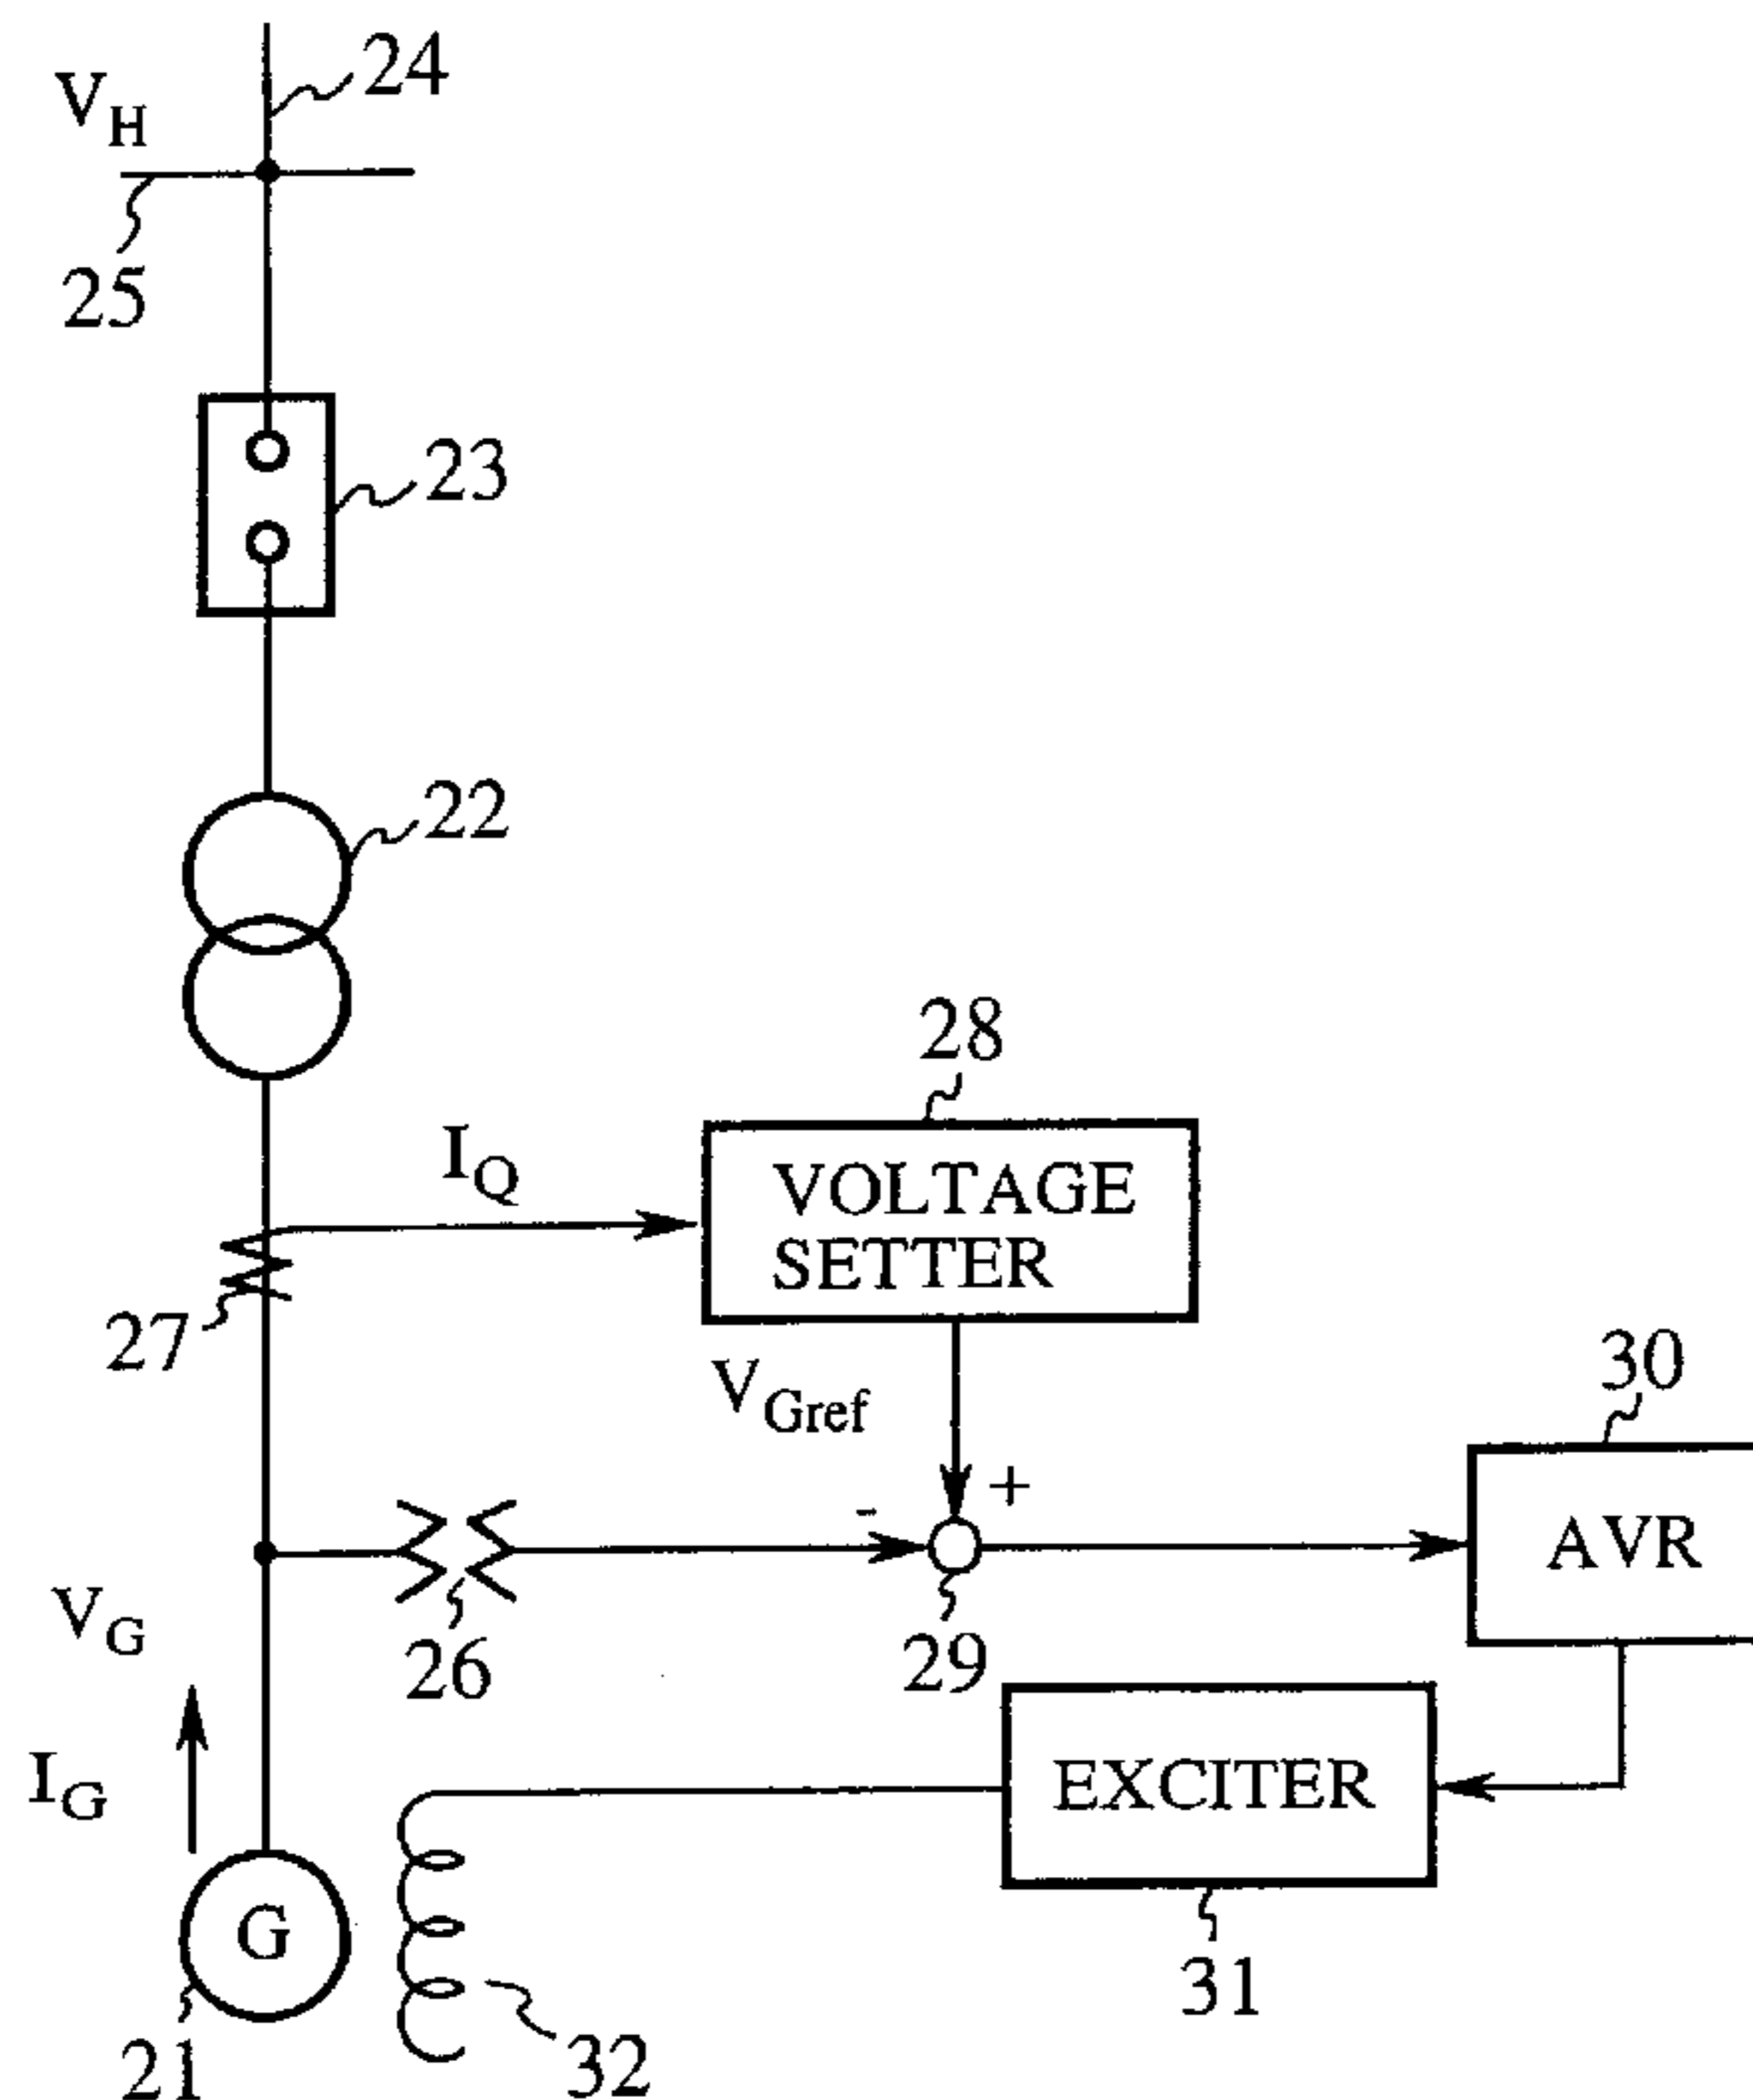 24
V_H
25
23
22
28
I_Q
VOLTAGE
SETTER
27
V_Gref
30
+
-
AVR
V_G
26
29
I_G
EXCITER
G
31
21
32